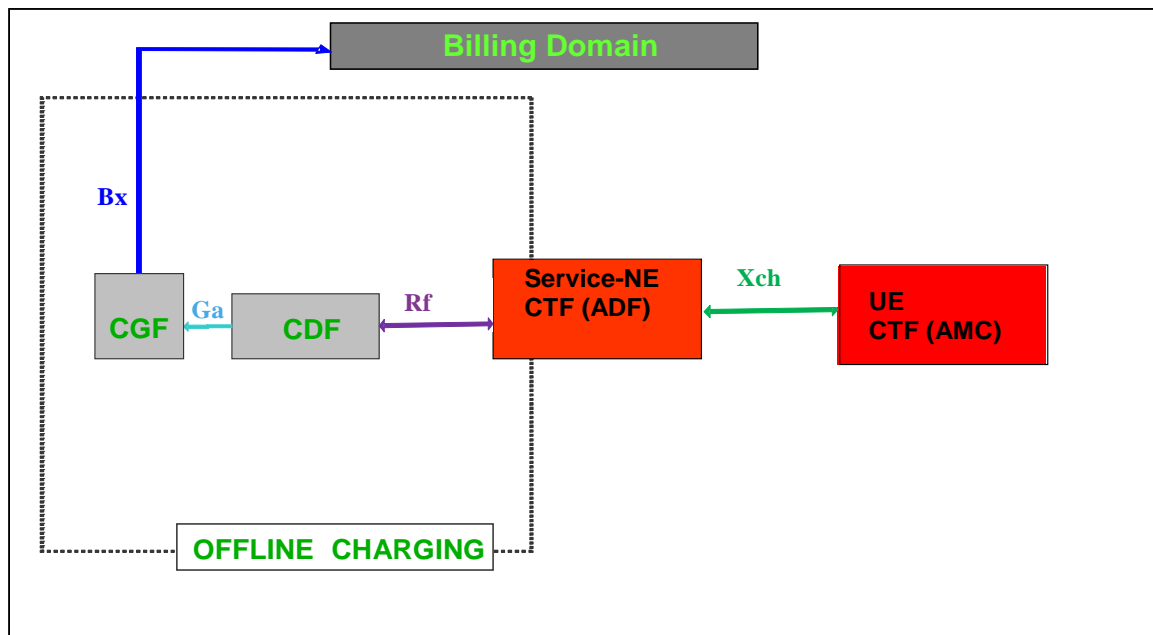 Billing Domain
Bx
Service-NE
CTF (ADF)
Xch
UE
CTF (AMC)
Rf
Ga
CGF
CDF
OFFLINE CHARGING